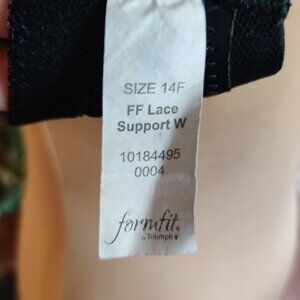 SIZE 14F
FF Lace
Support W
10184495
0004
formfit®
by Triumph